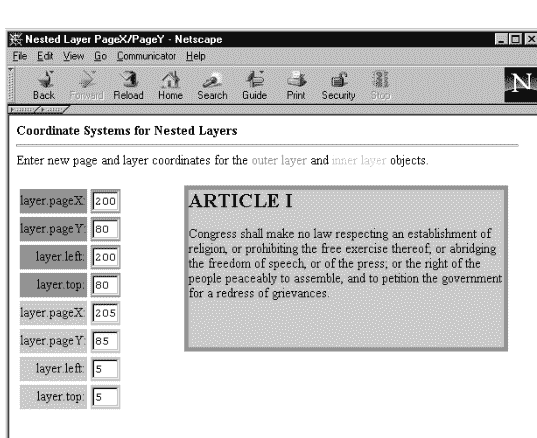 Nested Layer PageX/PageY - Netscape
File Edit View Go Communicator Help
Back Forward Reload Home Search Guide Print Security Stop
N
Coordinate Systems for Nested Layers
Enter new page and layer coordinates for the outer layer and inner layer objects.
layer.pageX: 200
layer.pageY: 80
layer.left: 200
layer.top: 80
layer.pageX: 205
layer.pageY: 85
layer.left: 5
layer.top: 5
ARTICLE I
Congress shall make no law respecting an establishment of
religion, or prohibiting the free exercise thereof; or abridging
the freedom of speech, or of the press; or the right of the
people peaceably to assemble, and to petition the government
for a redress of grievances.